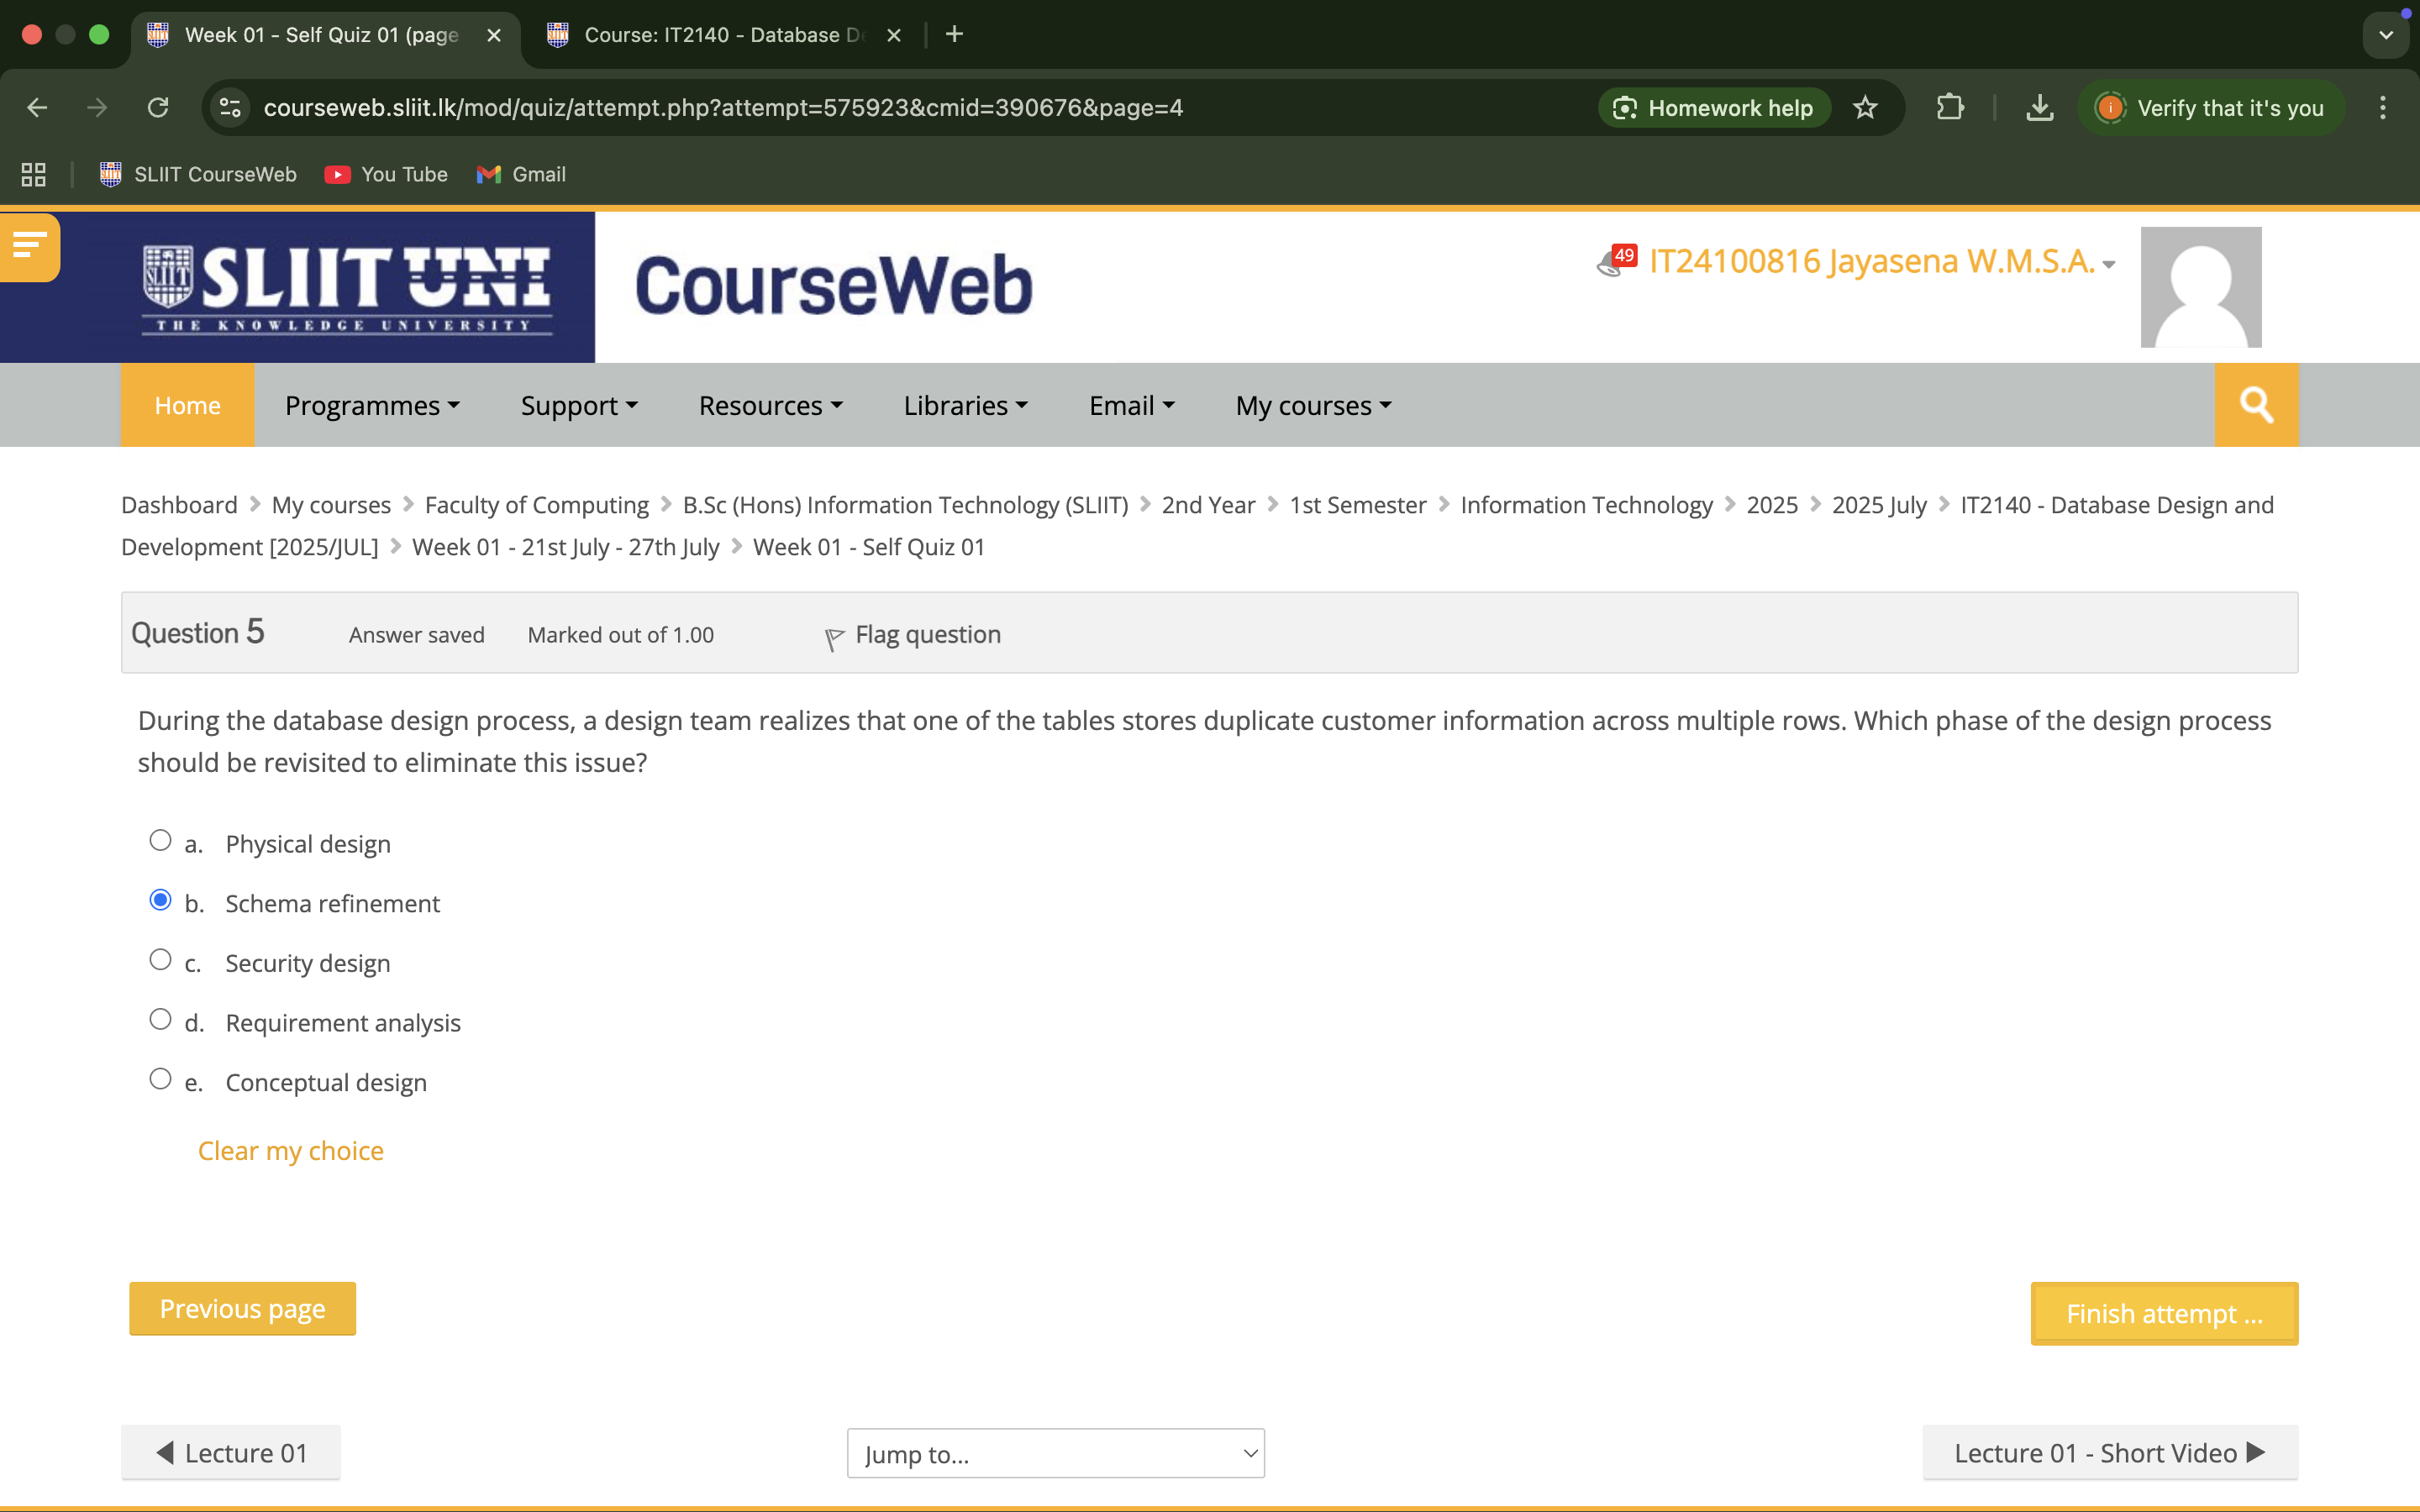 Week 01 - Self Quiz 01 (page
Course: IT2140 - Database De
courseweb.sliit.lk/mod/quiz/attempt.php?attempt=575923&cmid=390676&page=4
Homework help
Verify that it's you
SLIIT CourseWeb
You Tube
Gmail
SLIIT
SLIIT UNI
THE KNOWLEDGE UNIVERSITY
CourseWeb
49
IT24100816 Jayasena W.M.S.A.
Home
Programmes
Support
Resources
Libraries
Email
My courses
Dashboard > My courses > Faculty of Computing > B.Sc (Hons) Information Technology (SLIIT) > 2nd Year > 1st Semester > Information Technology > 2025 > 2025 July > IT2140 - Database Design and
Development [2025/JUL] > Week 01 - 21st July - 27th July > Week 01 - Self Quiz 01
Question 5
Answer saved
Marked out of 1.00
Flag question
During the database design process, a design team realizes that one of the tables stores duplicate customer information across multiple rows. Which phase of the design process
should be revisited to eliminate this issue?
a. Physical design
b. Schema refinement
c. Security design
d. Requirement analysis
e. Conceptual design
Clear my choice
Previous page
Finish attempt ...
◀ Lecture 01
Jump to...
Lecture 01 - Short Video ▶